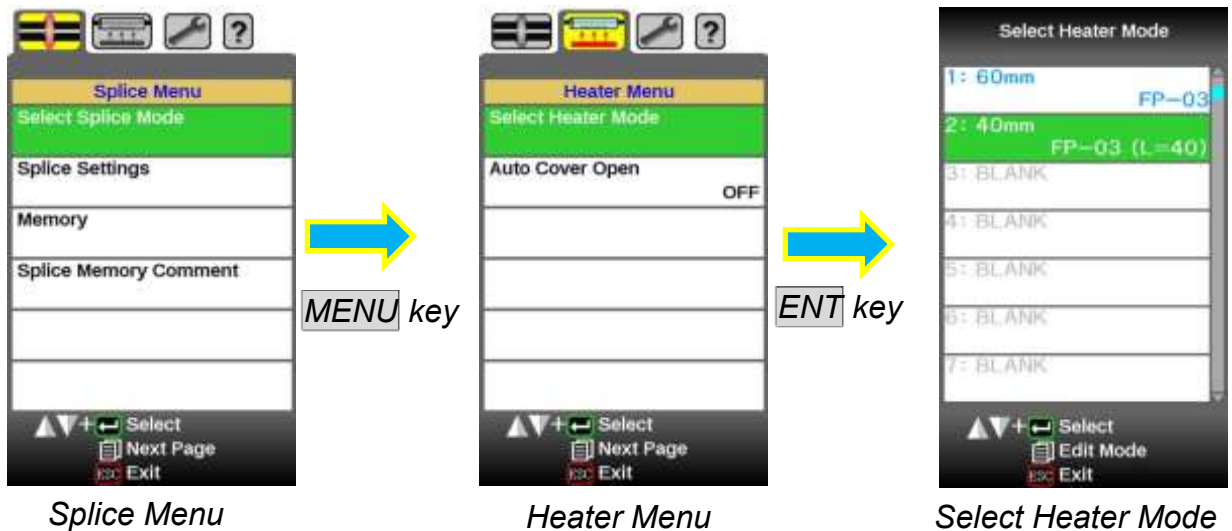 ?
Splice Menu
Select Splice Mode
Splice Settings
Memory
Splice Memory Comment
▲▼+ Select
Next Page
ESC Exit
Splice Menu
MENU key
?
Heater Menu
Select Heater Mode
Auto Cover Open
OFF
▲▼+ Select
Next Page
ESC Exit
Heater Menu
ENT key
Select Heater Mode
1: 60mm
FP-03
2: 40mm
FP-03 (L=40)
3: BLANK
4: BLANK
5: BLANK
6: BLANK
7: BLANK
▲▼+ Select
Edit Mode
ESC Exit
Select Heater Mode